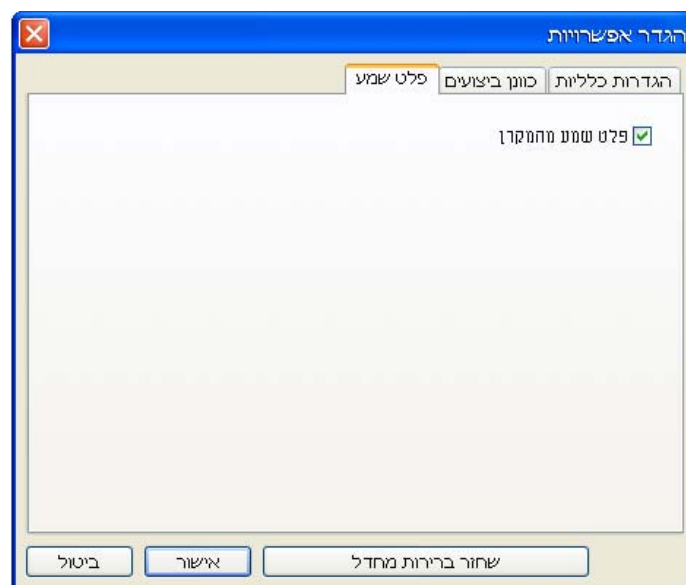 הגדר אפשרויות
הגדרות כלליות כוונן ביצועים פלט שמע
פלט שמע מהמקרן
שחזר ברירות מחדל אישור ביטול